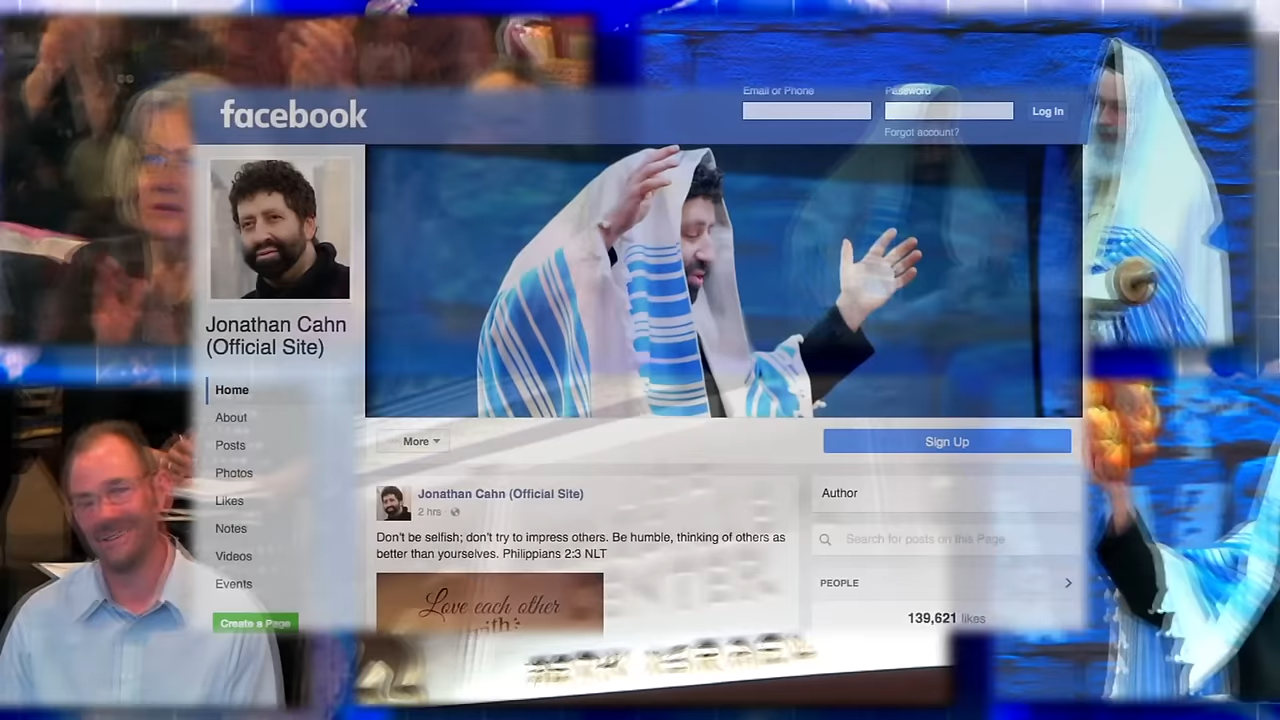 facebook
Email or Phone
Password
Forgot account?
Log In
Jonathan Cahn
(Official Site)
Home
About
Posts
Photos
Likes
Notes
Videos
Events
Create a Page
More
Sign Up
Jonathan Cahn (Official Site)
2 hrs
Don't be selfish; don't try to impress others. Be humble, thinking of others as
better than yourselves. Philippians 2:3 NLT
Love each other
with
Author
Search for posts on this Page
PEOPLE
139,621 likes